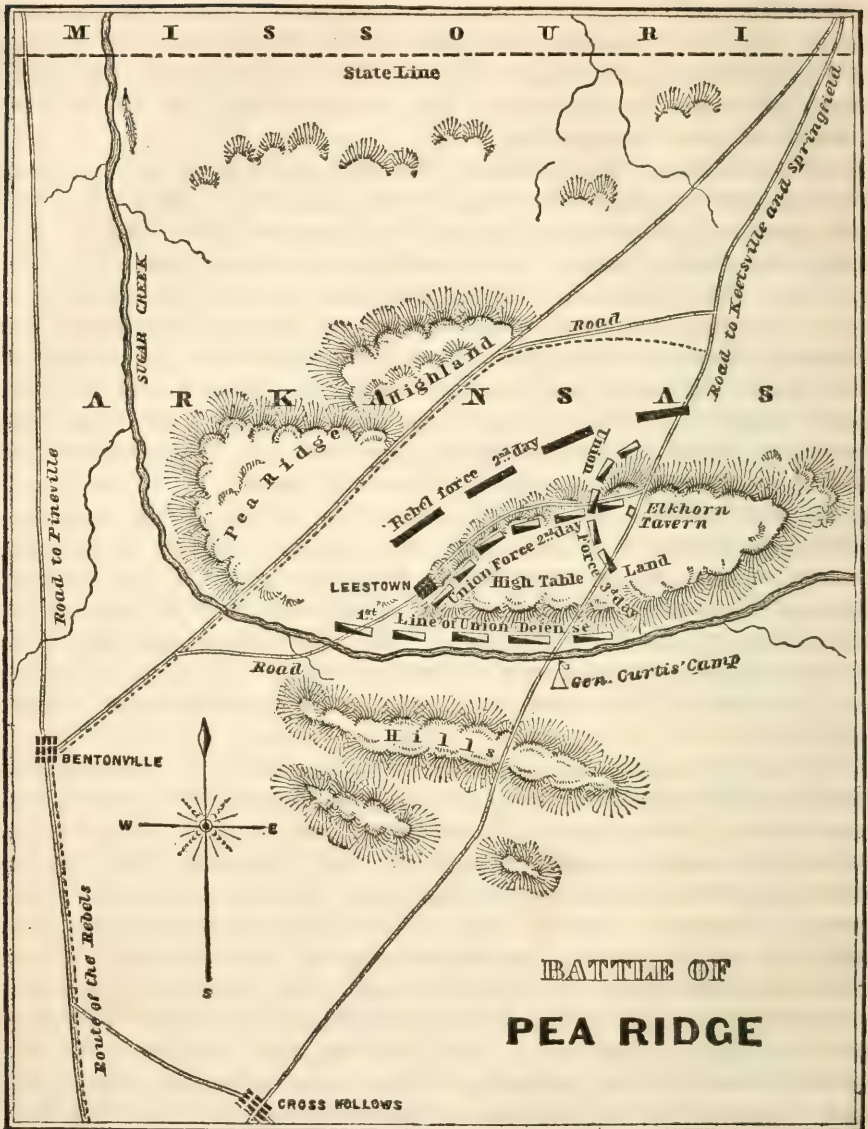 MISSOURI
State Line
Road to Keetsville and Springfield
SUGAR CREEK
Road
Highland
ARKANSAS
Pea Ridge
Rebel force 2nd day
Union Force 3d day
Road to Pineville
Elkhorn
Tavern
LEESTOWN
Union Force 2nd day
High Table Land
1st Line of Union Defense
Road
Gen. Curtis' Camp
Hills
BENTONVILLE
W E
S
Route of the Rebels
BATTLE OF
PEA RIDGE
CROSS HOLLOWS